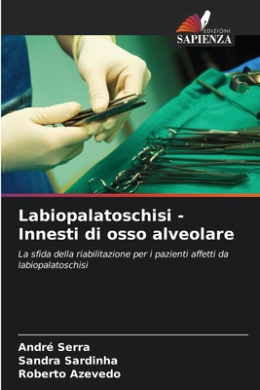 EDIZIONI
SAPIENZA
Labiopalatoschisi -
Innesti di osso alveolare
La sfida della riabilitazione per i pazienti affetti da
labiopalatoschisi
André Serra
Sandra Sardinha
Roberto Azevedo